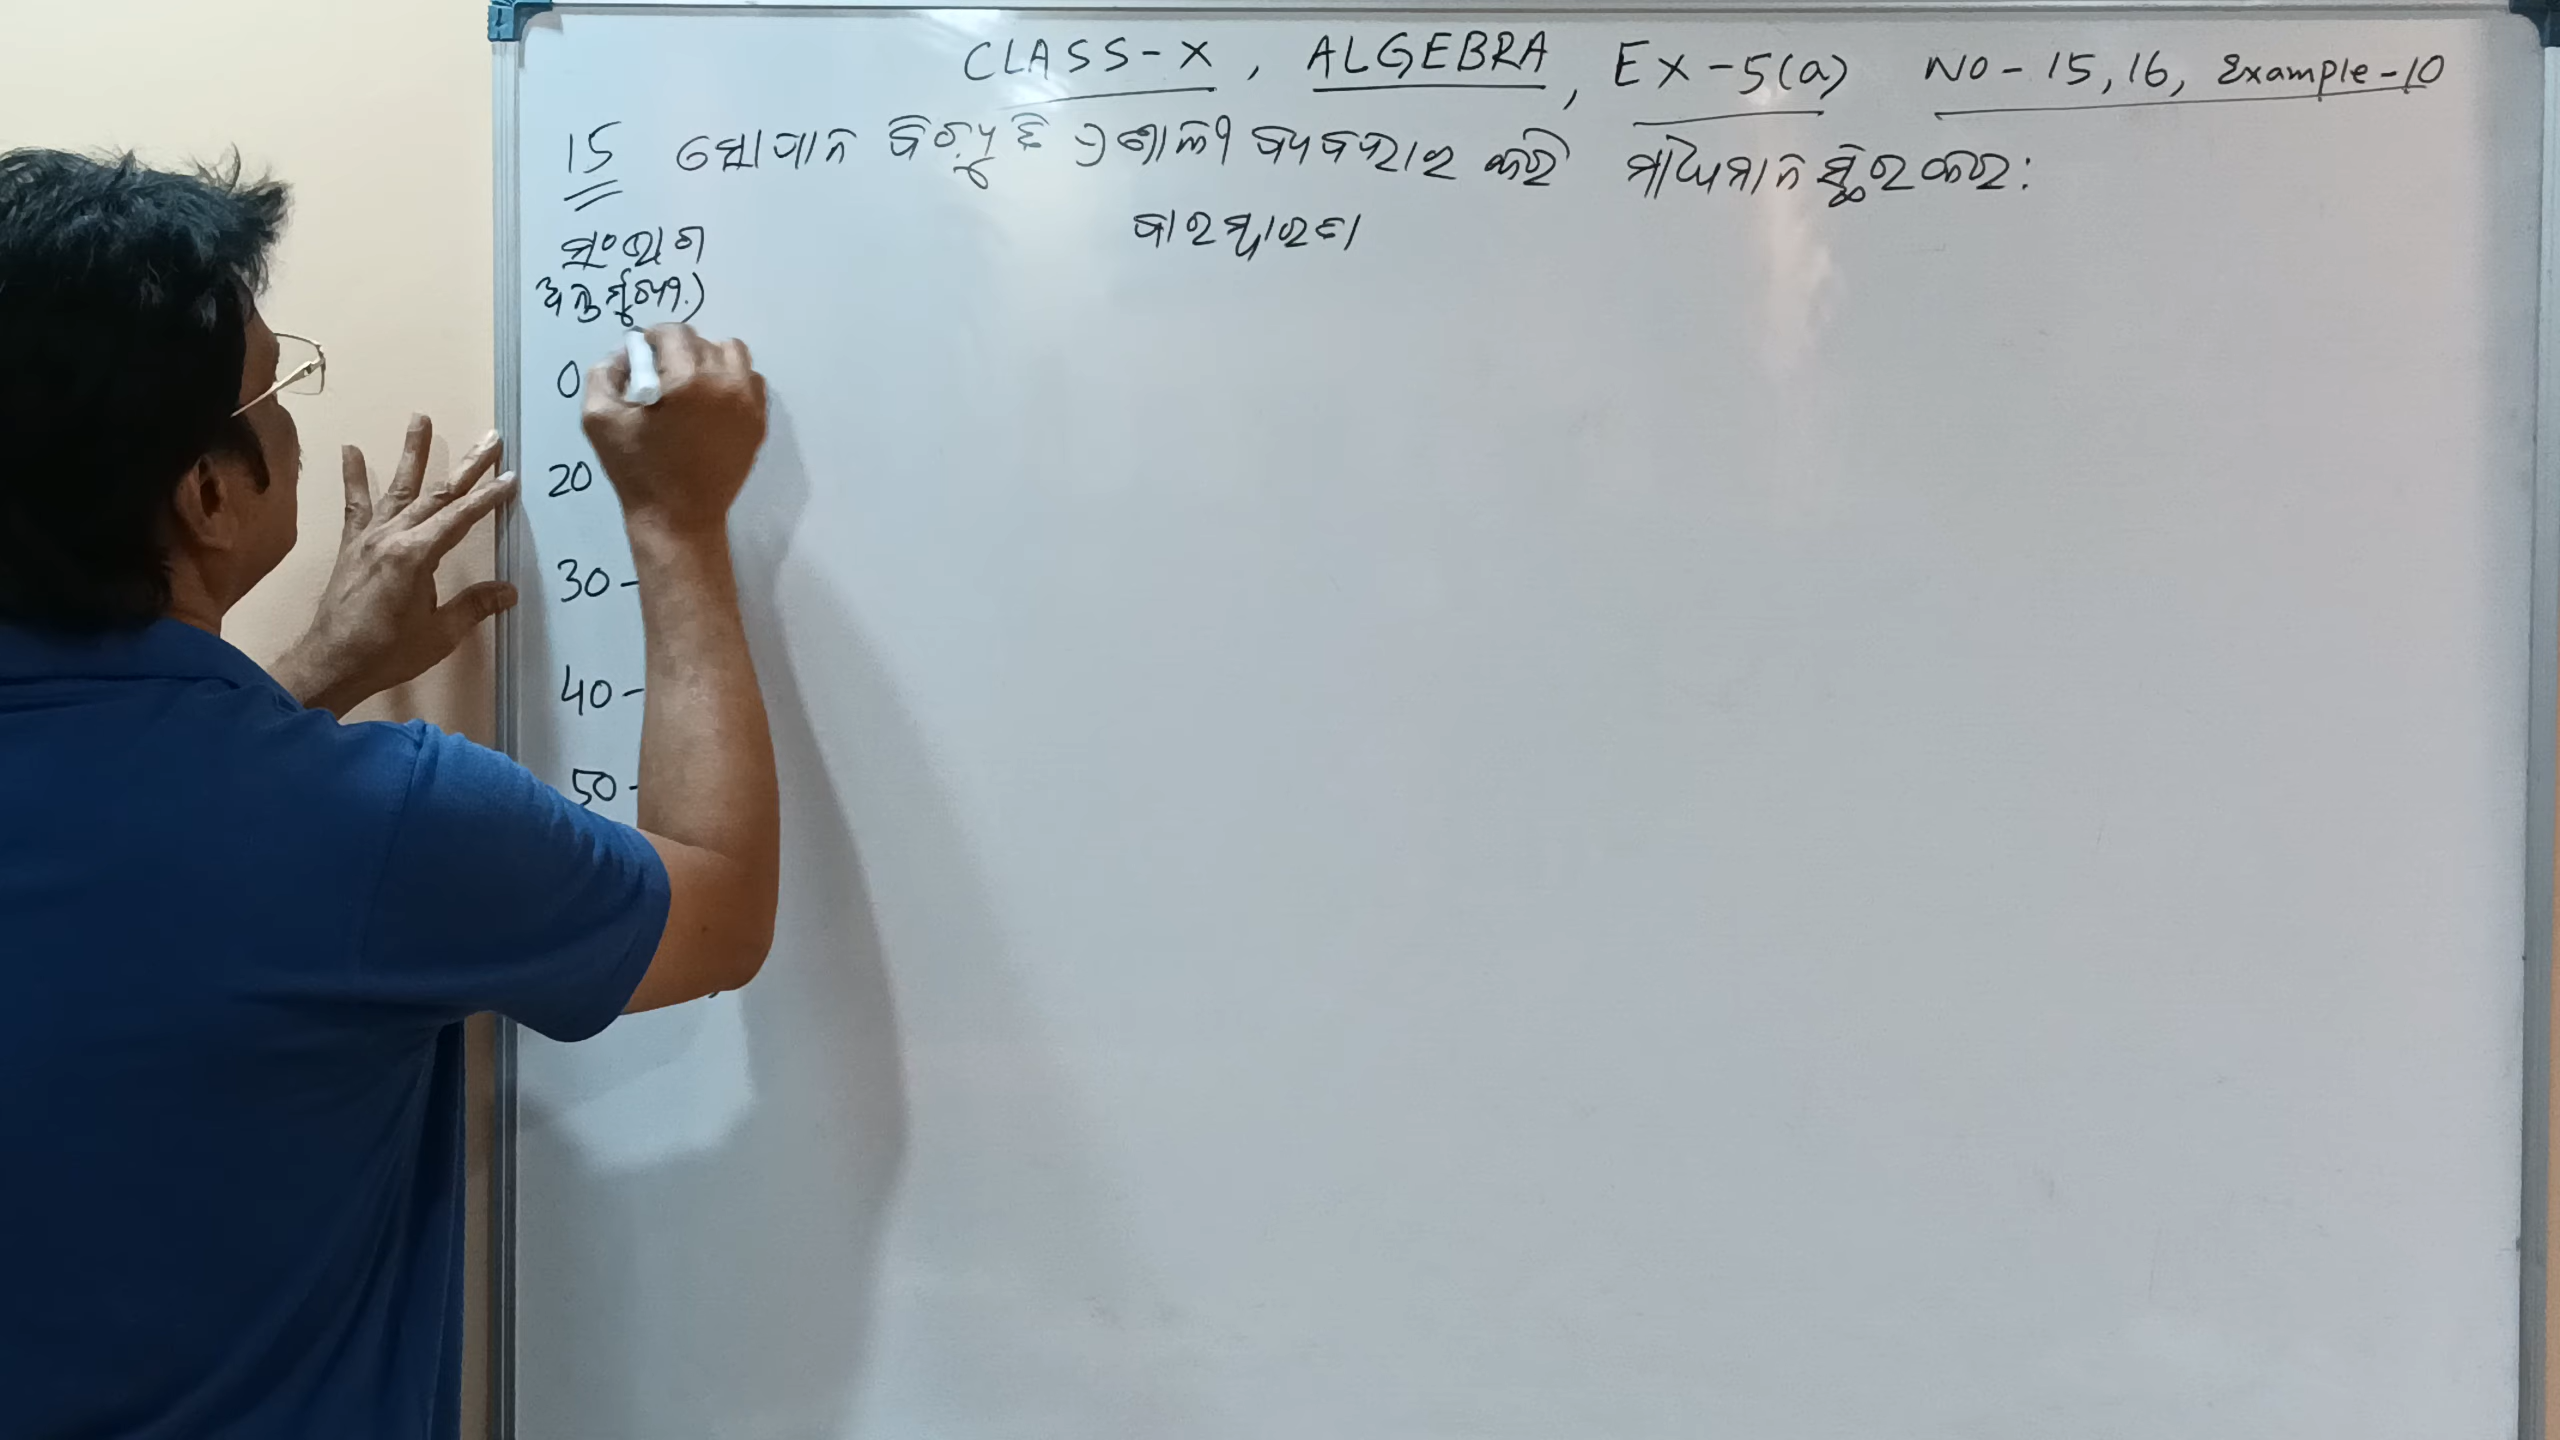 CLASS-X, ALGEBRA, EX-5(a) NO-15,16, Example-10
15 ସୋପାନ ବିଚ୍ୟୁତି ପ୍ରଣାଳୀ ବ୍ୟବହାର କରି ମାଧ୍ୟମାନ ସ୍ଥିର କର:
ସଂଭାଗ ବାରମ୍ବାରତା
0
20
30-
40-
50-